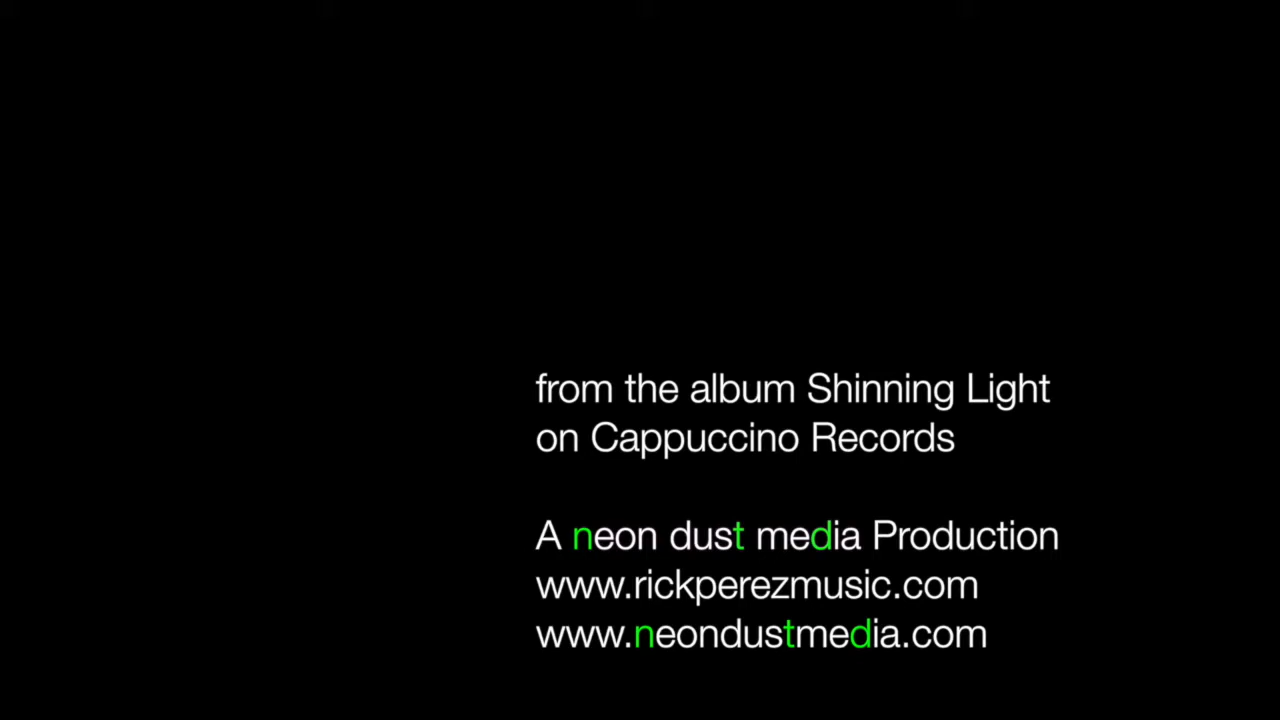 from the album Shinning Light
on Cappuccino Records
A neon dust media Production
www.rickperezmusic.com
www.neondustmedia.com